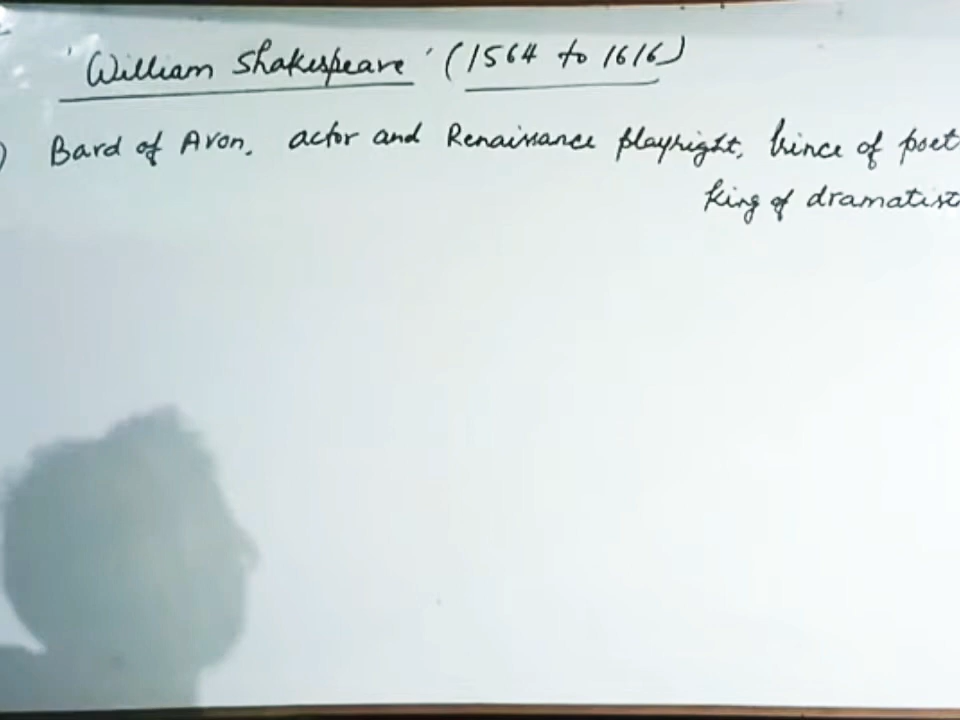 'William Shakespeare' (1564 to 1616)
) Bard of Avon, actor and Renaissance playright, Prince of poet
King of dramatist